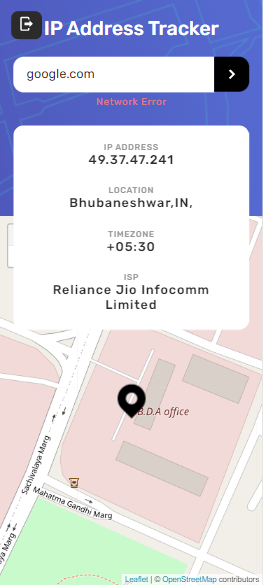 IP Address Tracker
google.com
Network Error
IP ADDRESS
49.37.47.241
LOCATION
Bhubaneshwar,IN,
TIMEZONE
+05:30
ISP
Reliance Jio Infocomm
Limited
B.D.A office
Sachivalaya Marg
Mahatma Gandhi Marg
Leaflet | © OpenStreetMap contributors